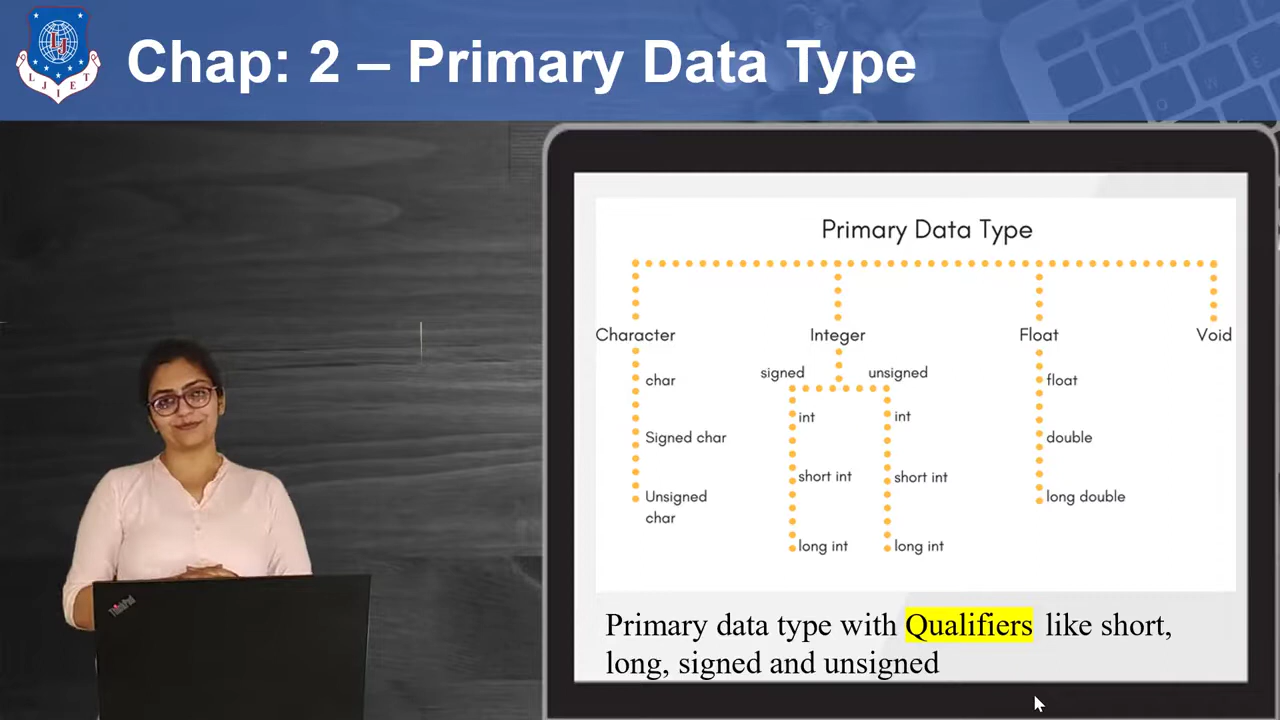 Chap: 2 – Primary Data Type
LJ
L J I E T
Primary Data Type
Character
Integer
Float
Void
signed
unsigned
char
int
int
float
Signed char
double
short int
short int
Unsigned
char
long double
long int
long int
Primary data type with Qualifiers like short,
long, signed and unsigned
ThinkPad